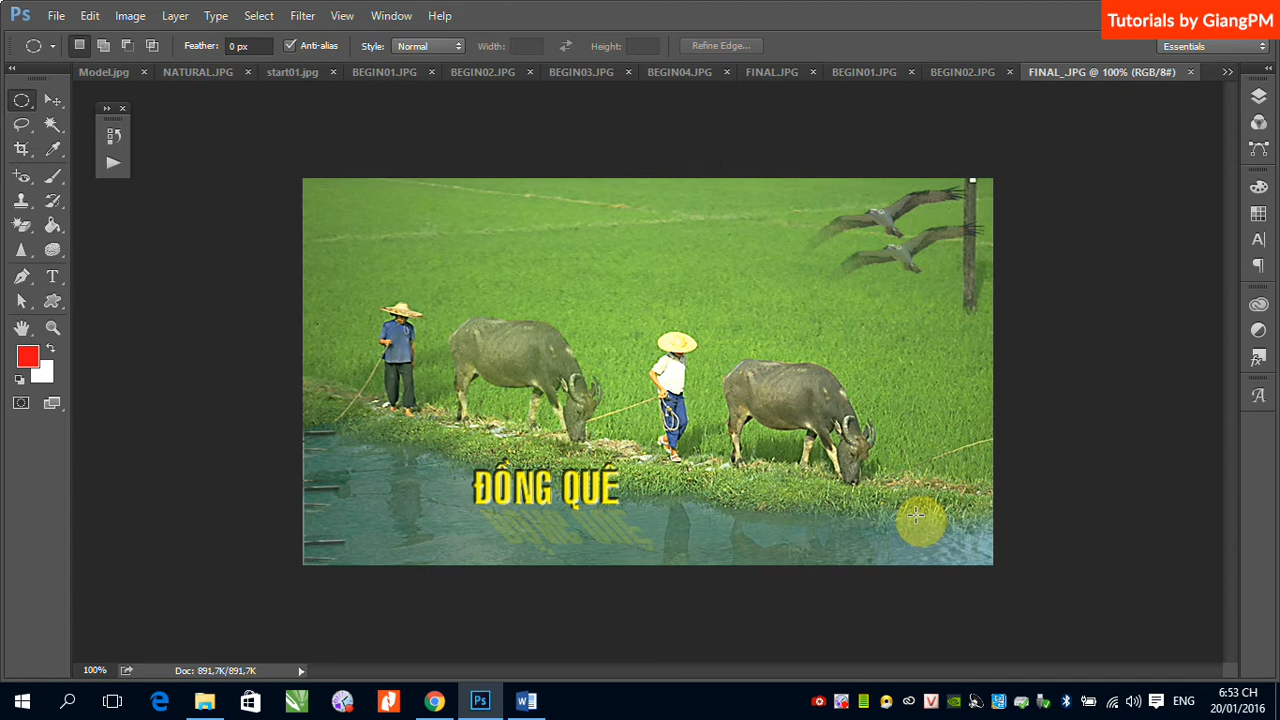 Ps File Edit Image Layer Type Select Filter View Window Help
Tutorials by GiangPM
Feather: 0 px Anti-alias Style: Normal Width: Height: Refine Edge... Essentials
Model.jpg × NATURAL.JPG × start01.jpg × BEGIN01.JPG × BEGIN02.JPG × BEGIN03.JPG × BEGIN04.JPG × FINAL.JPG × BEGIN01.JPG × BEGIN02.JPG × FINAL_.JPG @ 100% (RGB/8#) ×
ĐỒNG QUÊ
ĐỒNG QUÊ
100% Doc: 891,7K/891,7K
ENG
6:53 CH
20/01/2016